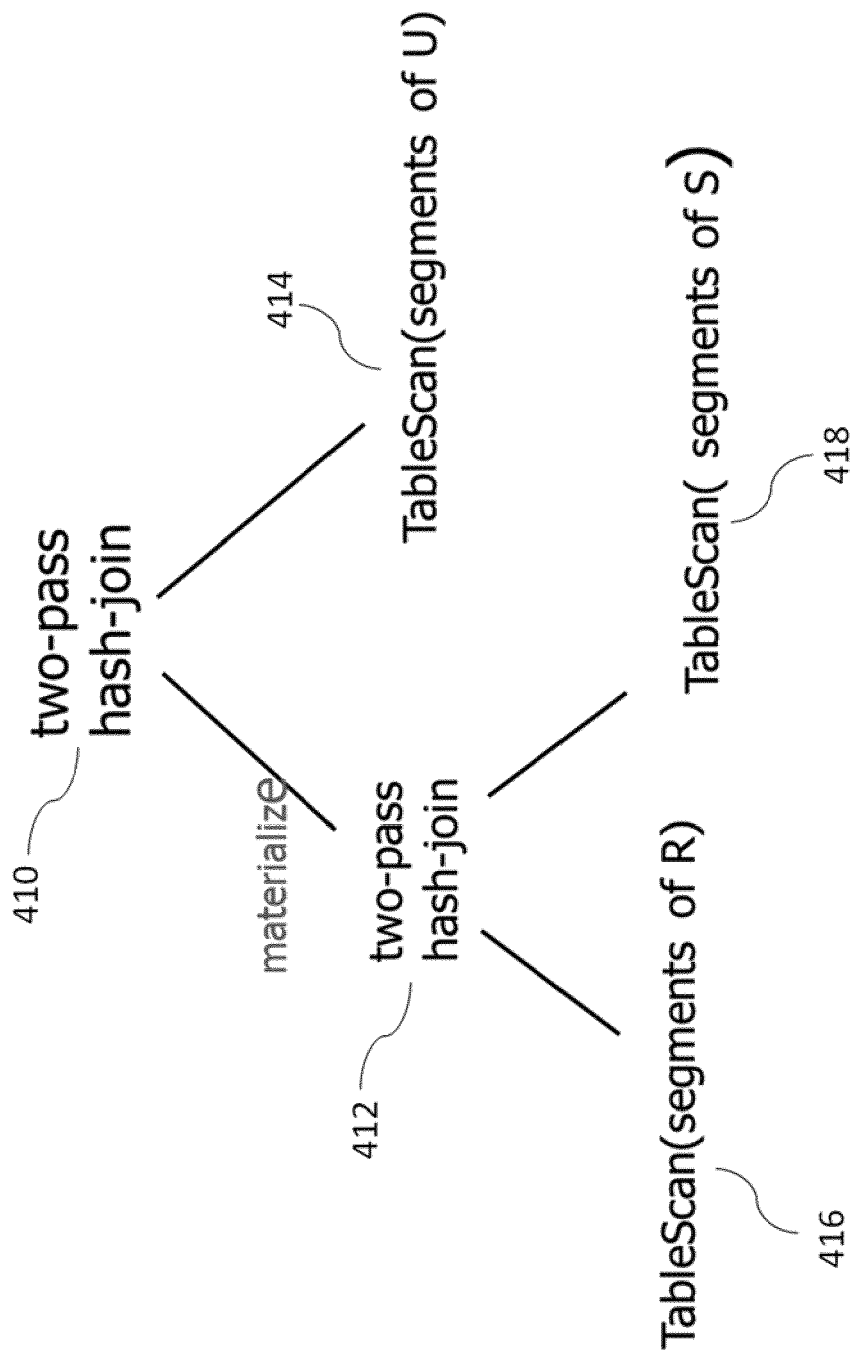 two-pass
hash-join
410
materialize
414
two-pass
hash-join
TableScan(segments of U)
412
TableScan(segments of R)
TableScan( segments of S)
416
418